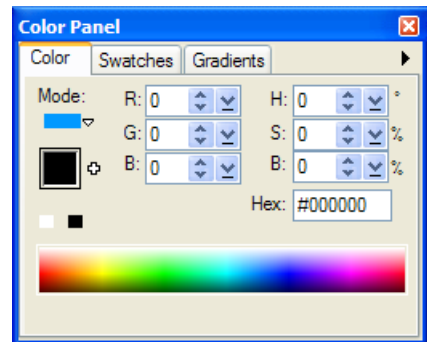 Color Panel
Color Swatches Gradients
Mode: R: 0 H: 0 °
G: 0 S: 0 %
B: 0 B: 0 %
Hex: #000000